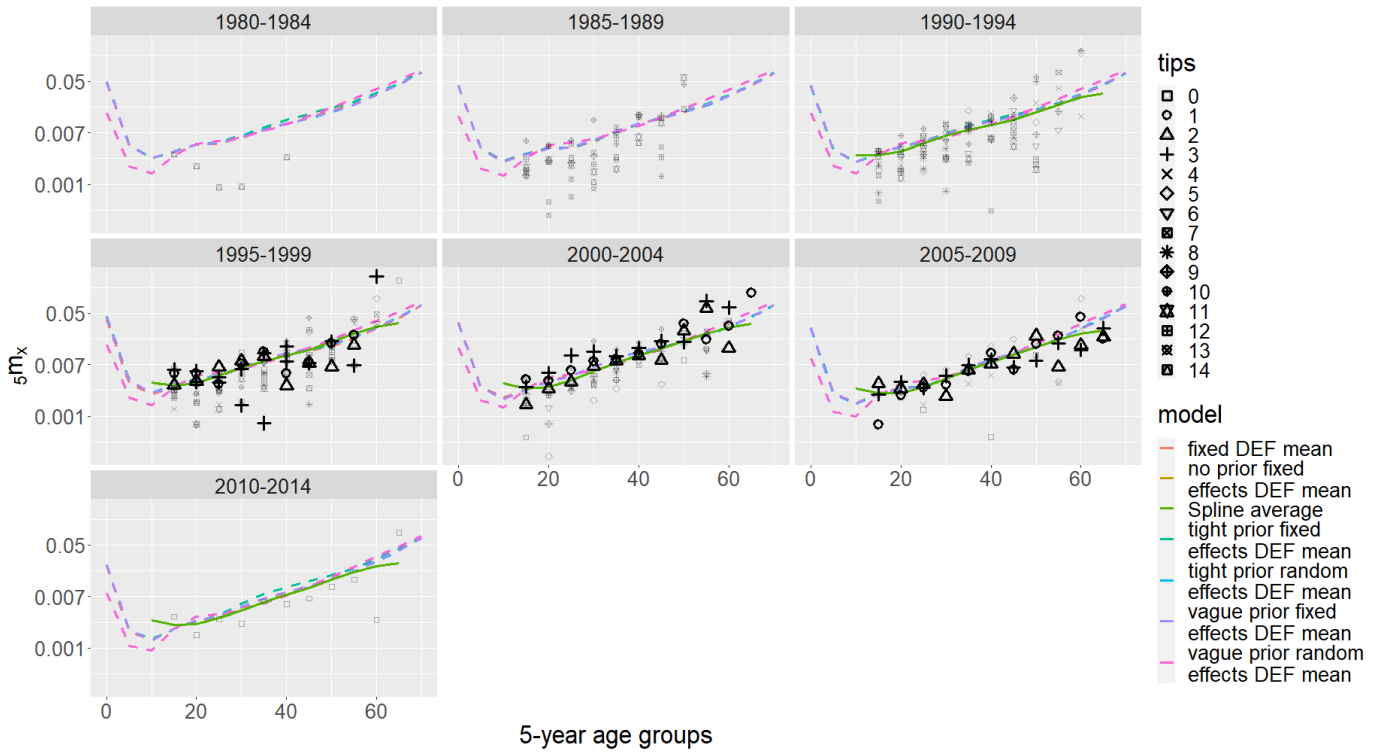 1980-1984
1985-1989
1990-1994
0.05
0.007
0.001
1995-1999
2000-2004
2005-2009
0.05
0.007
0.001
0 20 40 60
0 20 40 60
2010-2014
0.05
0.007
0.001
0 20 40 60
5mx
5-year age groups
tips
0
1
2
3
4
5
6
7
8
9
10
11
12
13
14
model
fixed DEF mean
no prior fixed
effects DEF mean
Spline average
tight prior fixed
effects DEF mean
tight prior random
effects DEF mean
vague prior fixed
effects DEF mean
vague prior random
effects DEF mean